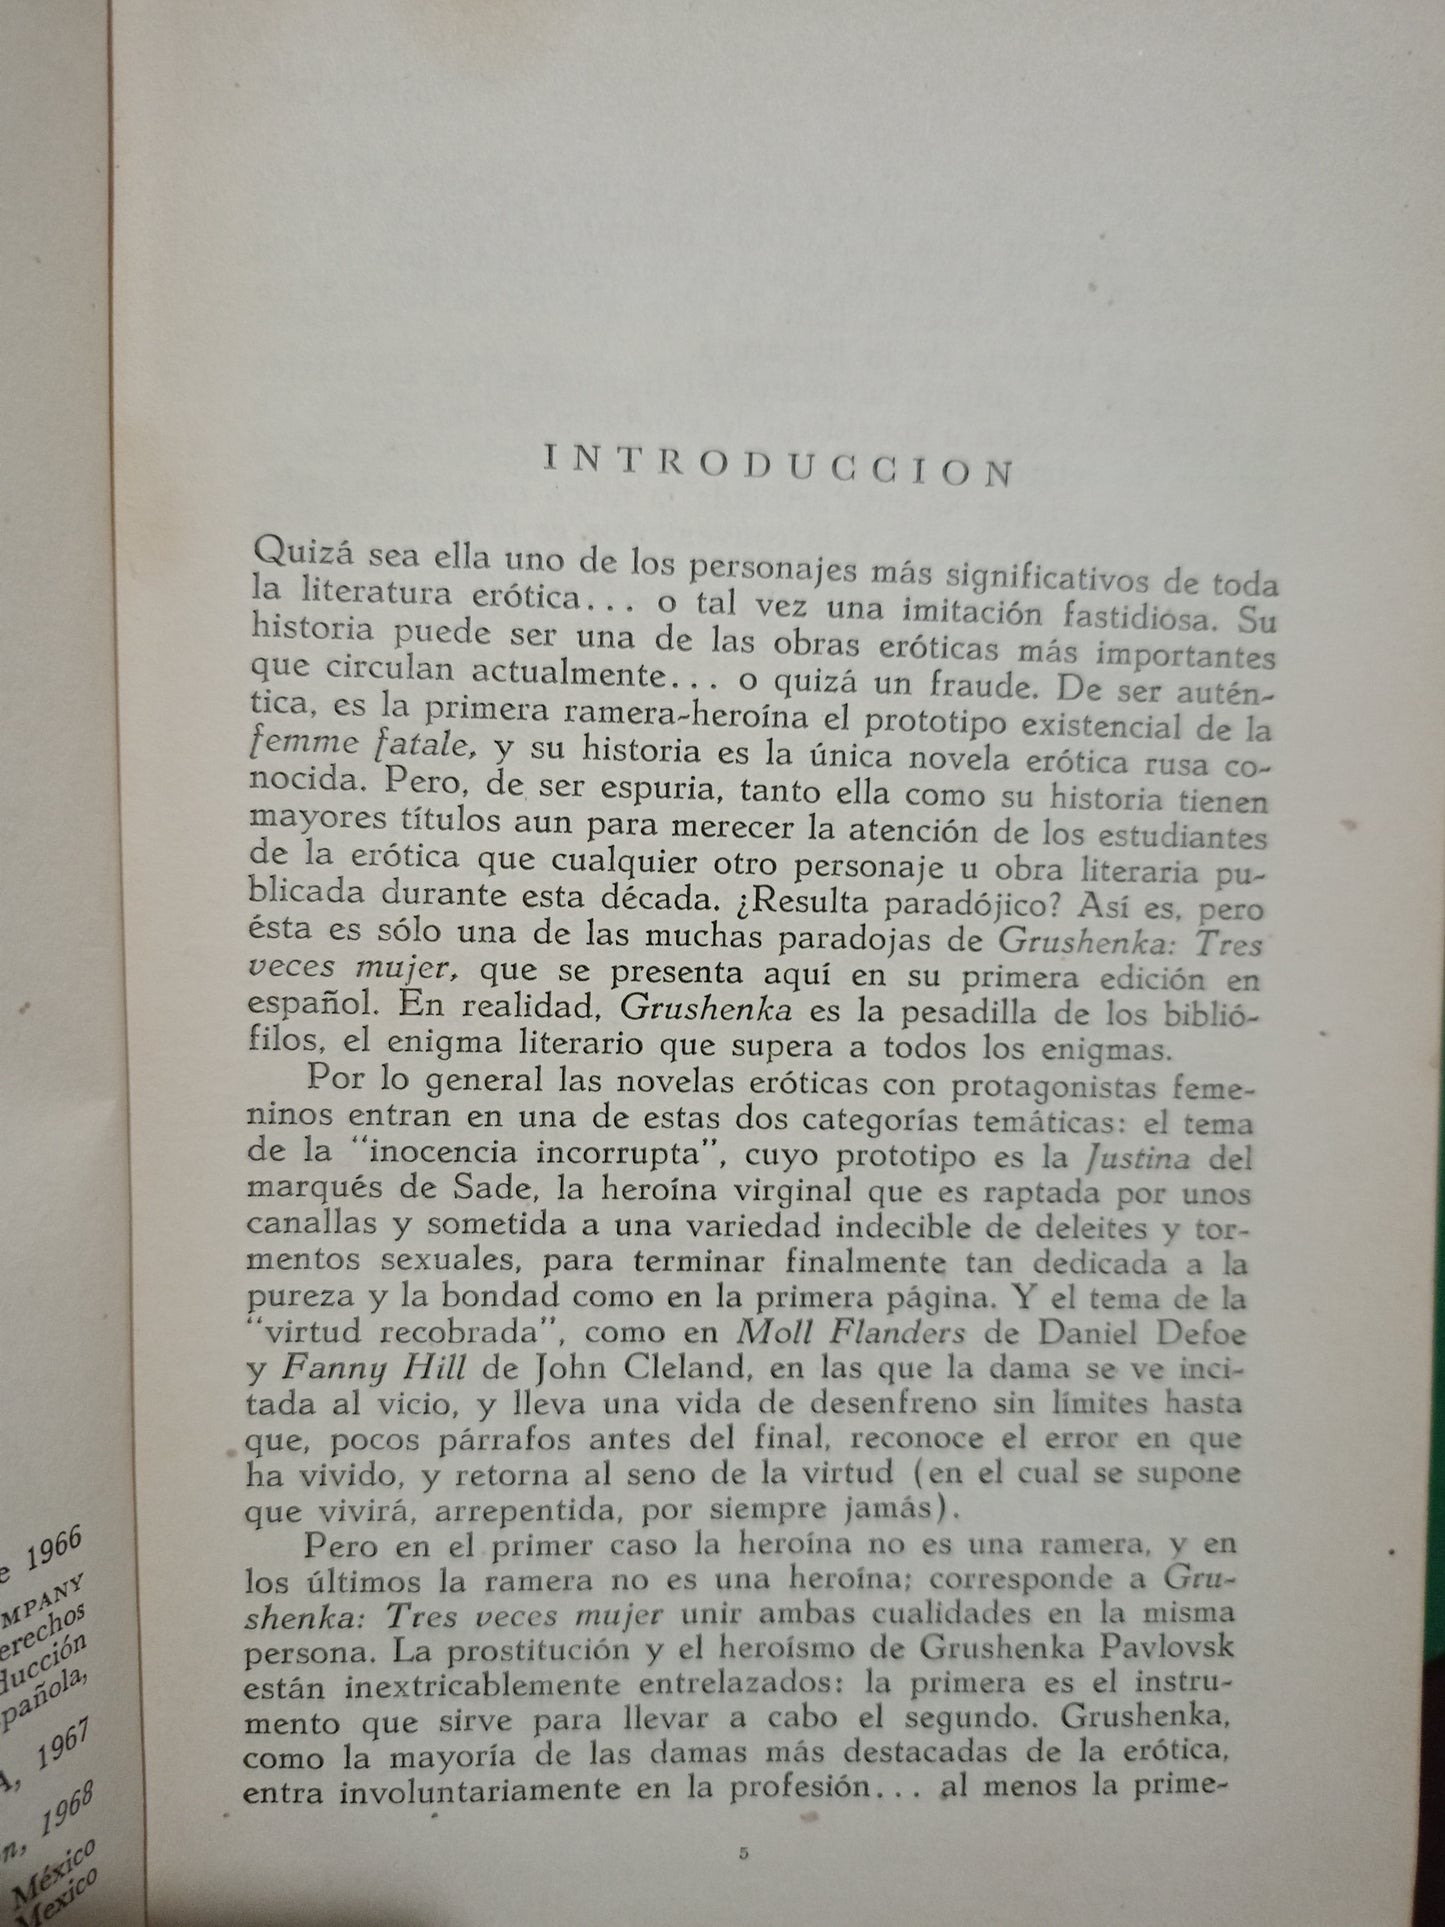 INTRODUCCION
Quizá sea ella uno de los personajes más significativos de toda
la literatura erótica... o tal vez una imitación fastidiosa. Su
historia puede ser una de las obras eróticas más importantes
que circulan actualmente... o quizá un fraude. De ser autén-
tica, es la primera ramera-heroína el prototipo existencial de la
femme fatale, y su historia es la única novela erótica rusa co-
nocida. Pero, de ser espuria, tanto ella como su historia tienen
mayores títulos aun para merecer la atención de los estudiantes
de la erótica que cualquier otro personaje u obra literaria pu-
blicada durante esta década. ¿Resulta paradójico? Así es, pero
ésta es sólo una de las muchas paradojas de Grushenka: Tres
veces mujer, que se presenta aquí en su primera edición en
español. En realidad, Grushenka es la pesadilla de los biblió-
filos, el enigma literario que supera a todos los enigmas.
Por lo general las novelas eróticas con protagonistas feme-
ninos entran en una de estas dos categorías temáticas: el tema
de la "inocencia incorrupta", cuyo prototipo es la Justina del
marqués de Sade, la heroína virginal que es raptada por unos
canallas y sometida a una variedad indecible de deleites y tor-
mentos sexuales, para terminar finalmente tan dedicada a la
pureza y la bondad como en la primera página. Y el tema de la
"virtud recobrada", como en Moll Flanders de Daniel Defoe
y Fanny Hill de John Cleland, en las que la dama se ve inci-
tada al vicio, y lleva una vida de desenfreno sin límites hasta
que, pocos párrafos antes del final, reconoce el error en que
ha vivido, y retorna al seno de la virtud (en el cual se supone
que vivirá, arrepentida, por siempre jamás).
Pero en el primer caso la heroína no es una ramera, y en
los últimos la ramera no es una heroína; corresponde a Gru-
shenka: Tres veces mujer unir ambas cualidades en la misma
persona. La prostitución y el heroísmo de Grushenka Pavlovsk
están inextricablemente entrelazados: la primera es el instru-
mento que sirve para llevar a cabo el segundo. Grushenka,
como la mayoría de las damas más destacadas de la erótica,
entra involuntariamente en la profesión... al menos la prime-
5
e 1966
MPANY
erechos
ducción
pañola,
A, 1967
n, 1968
México
Mexico